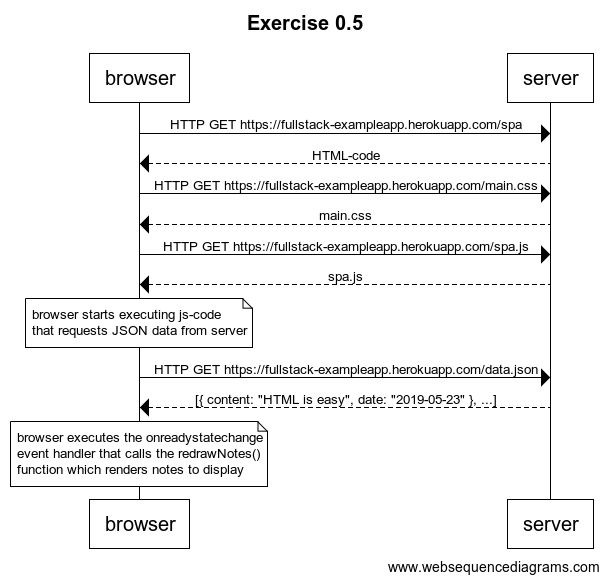 Exercise 0.5
browser
server
HTTP GET https://fullstack-exampleapp.herokuapp.com/spa
HTML-code
HTTP GET https://fullstack-exampleapp.herokuapp.com/main.css
main.css
HTTP GET https://fullstack-exampleapp.herokuapp.com/spa.js
spa.js
browser starts executing js-code
that requests JSON data from server
HTTP GET https://fullstack-exampleapp.herokuapp.com/data.json
[{ content: "HTML is easy", date: "2019-05-23" }, ...]
browser executes the onreadystatechange
event handler that calls the redrawNotes()
function which renders notes to display
browser
server
www.websequencediagrams.com